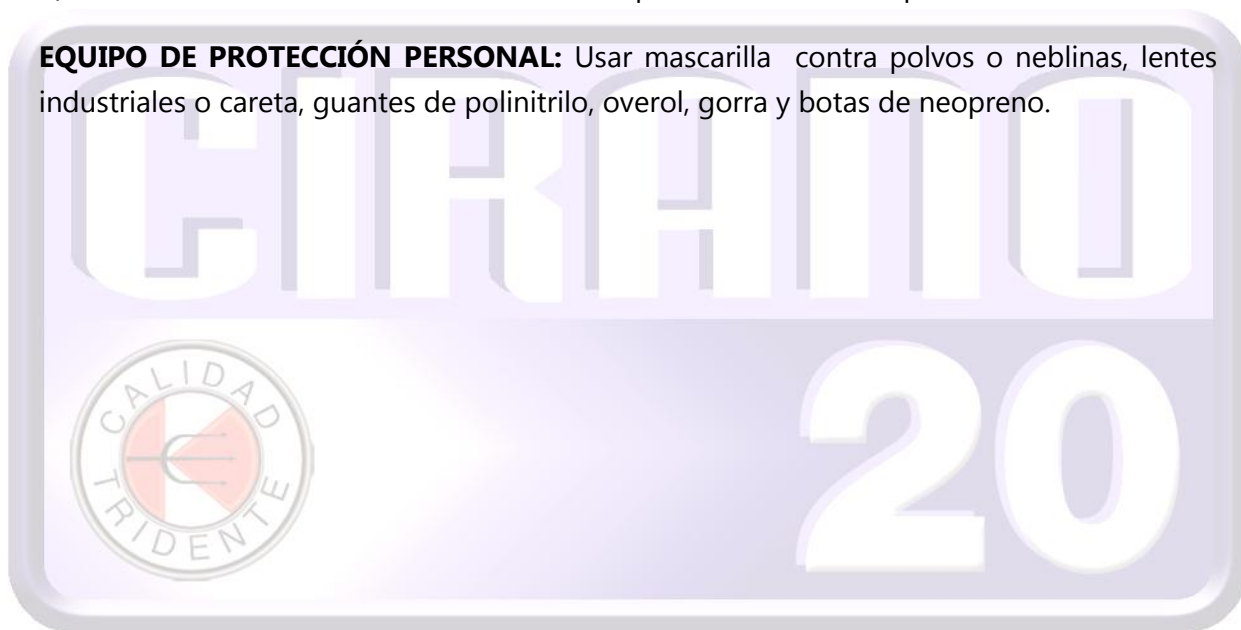 EQUIPO DE PROTECCIÓN PERSONAL: Usar mascarilla contra polvos o neblinas, lentes
industriales o careta, guantes de polinitrilo, overol, gorra y botas de neopreno.
CIRANO
20
CALIDAD
TRIDENTE